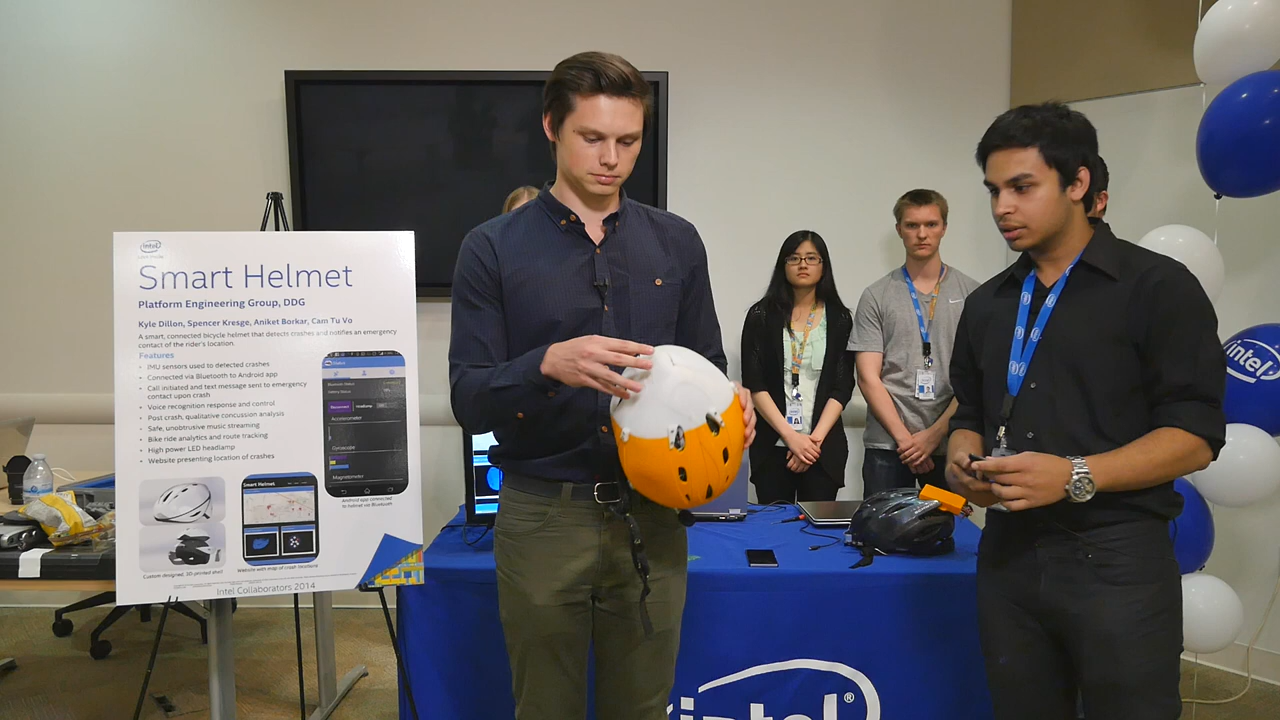 intel
Smart Helmet
Platform Engineering Group, DDG
Kyle Dillon, Spencer Kresge, Aniket Borkar, Cam Tu Vo
A smart, connected bicycle helmet that detects crashes and notifies an emergency
contact of the rider's location.
Features
• IMU sensors used to detected crashes
• Connected via Bluetooth to Android app
• Call initiated and text message sent to emergency
contact upon crash
• Voice recognition response and control
• Post crash, qualitative concussion analysis
• Safe, unobtrusive music streaming
• Bike ride analytics and route tracking
• High power LED headlamp
• Website presenting location of crashes
Accelerometer
Gyroscope
Magnetometer
Android app connected
to helmet via Bluetooth
Smart Helmet
Custom designed, 3D-printed shell
Website with map of crash locations
Intel Collaborators 2014
intel
intel®